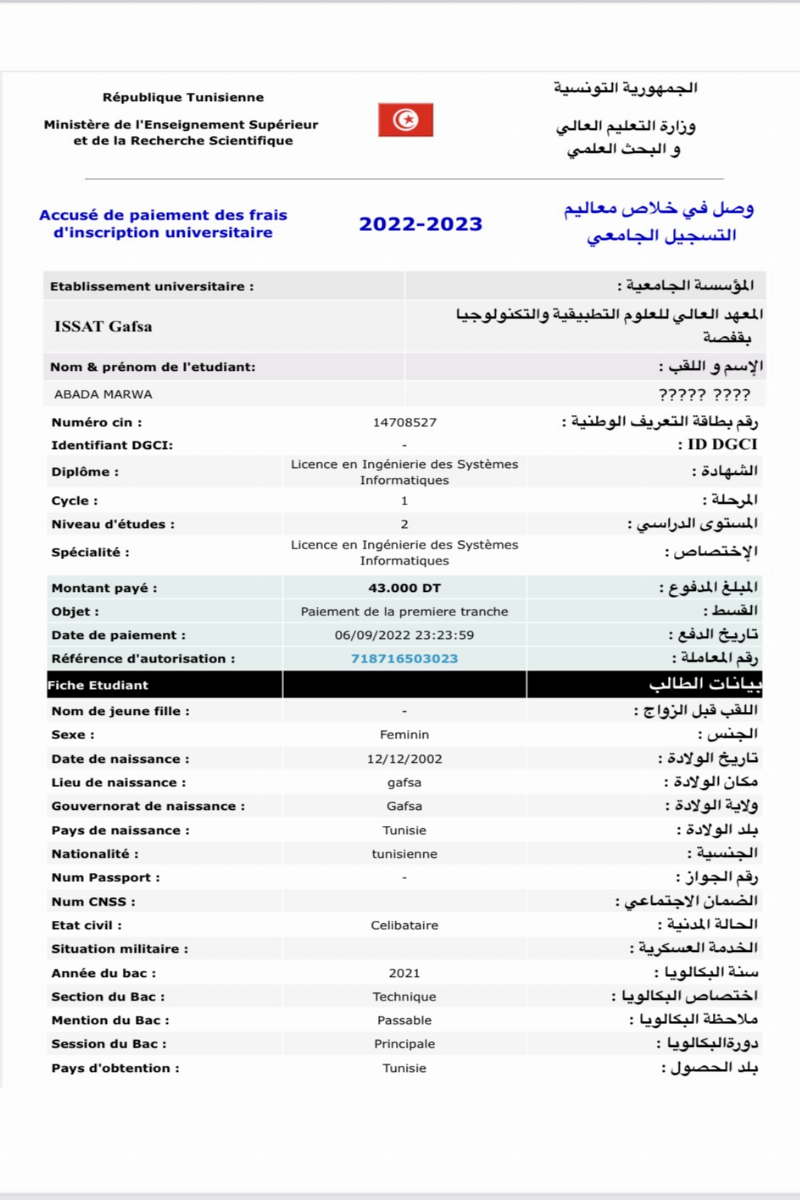 République Tunisienne
Ministère de l'Enseignement Supérieur
et de la Recherche Scientifique
الجمهورية التونسية
وزارة التعليم العالي
و البحث العلمي
Accusé de paiement des frais
d'inscription universitaire
2022-2023
وصل في خلاص معاليم
التسجيل الجامعي
Etablissement universitaire : المؤسسة الجامعية :
ISSAT Gafsa
المعهد العالي للعلوم التطبيقية والتكنولوجيا
بقفصة
Nom & prénom de l'etudiant: الإسم و اللقب :
ABADA MARWA ????? ????
Numéro cin : 14708527 رقم بطاقة التعريف الوطنية :
Identifiant DGCI: - ID DGCI :
Diplôme : Licence en Ingénierie des Systèmes
Informatiques الشهادة :
Cycle : 1 المرحلة :
Niveau d'études : 2 المستوى الدراسي :
Spécialité : Licence en Ingénierie des Systèmes
Informatiques الإختصاص :
Montant payé : 43.000 DT المبلغ المدفوع :
Objet : Paiement de la premiere tranche القسط :
Date de paiement : 06/09/2022 23:23:59 تاريخ الدفع :
Référence d'autorisation : 718716503023 رقم المعاملة :
Fiche Etudiant بيانات الطالب
Nom de jeune fille : - اللقب قبل الزواج :
Sexe : Feminin الجنس :
Date de naissance : 12/12/2002 تاريخ الولادة :
Lieu de naissance : gafsa مكان الولادة :
Gouvernorat de naissance : Gafsa ولاية الولادة :
Pays de naissance : Tunisie بلد الولادة :
Nationalité : tunisienne الجنسية :
Num Passport : - رقم الجواز :
Num CNSS : الضمان الاجتماعي :
Etat civil : Celibataire الحالة المدنية :
Situation militaire : الخدمة العسكرية :
Année du bac : 2021 سنة البكالويا :
Section du Bac : Technique اختصاص البكالويا :
Mention du Bac : Passable ملاحظة البكالويا :
Session du Bac : Principale دورةالبكالويا :
Pays d'obtention : Tunisie بلد الحصول :